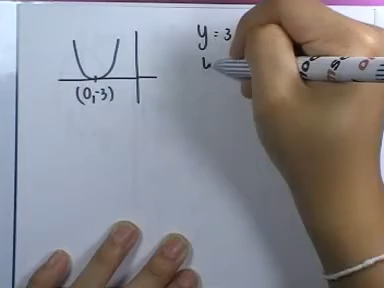 y = 3
(0,-3)